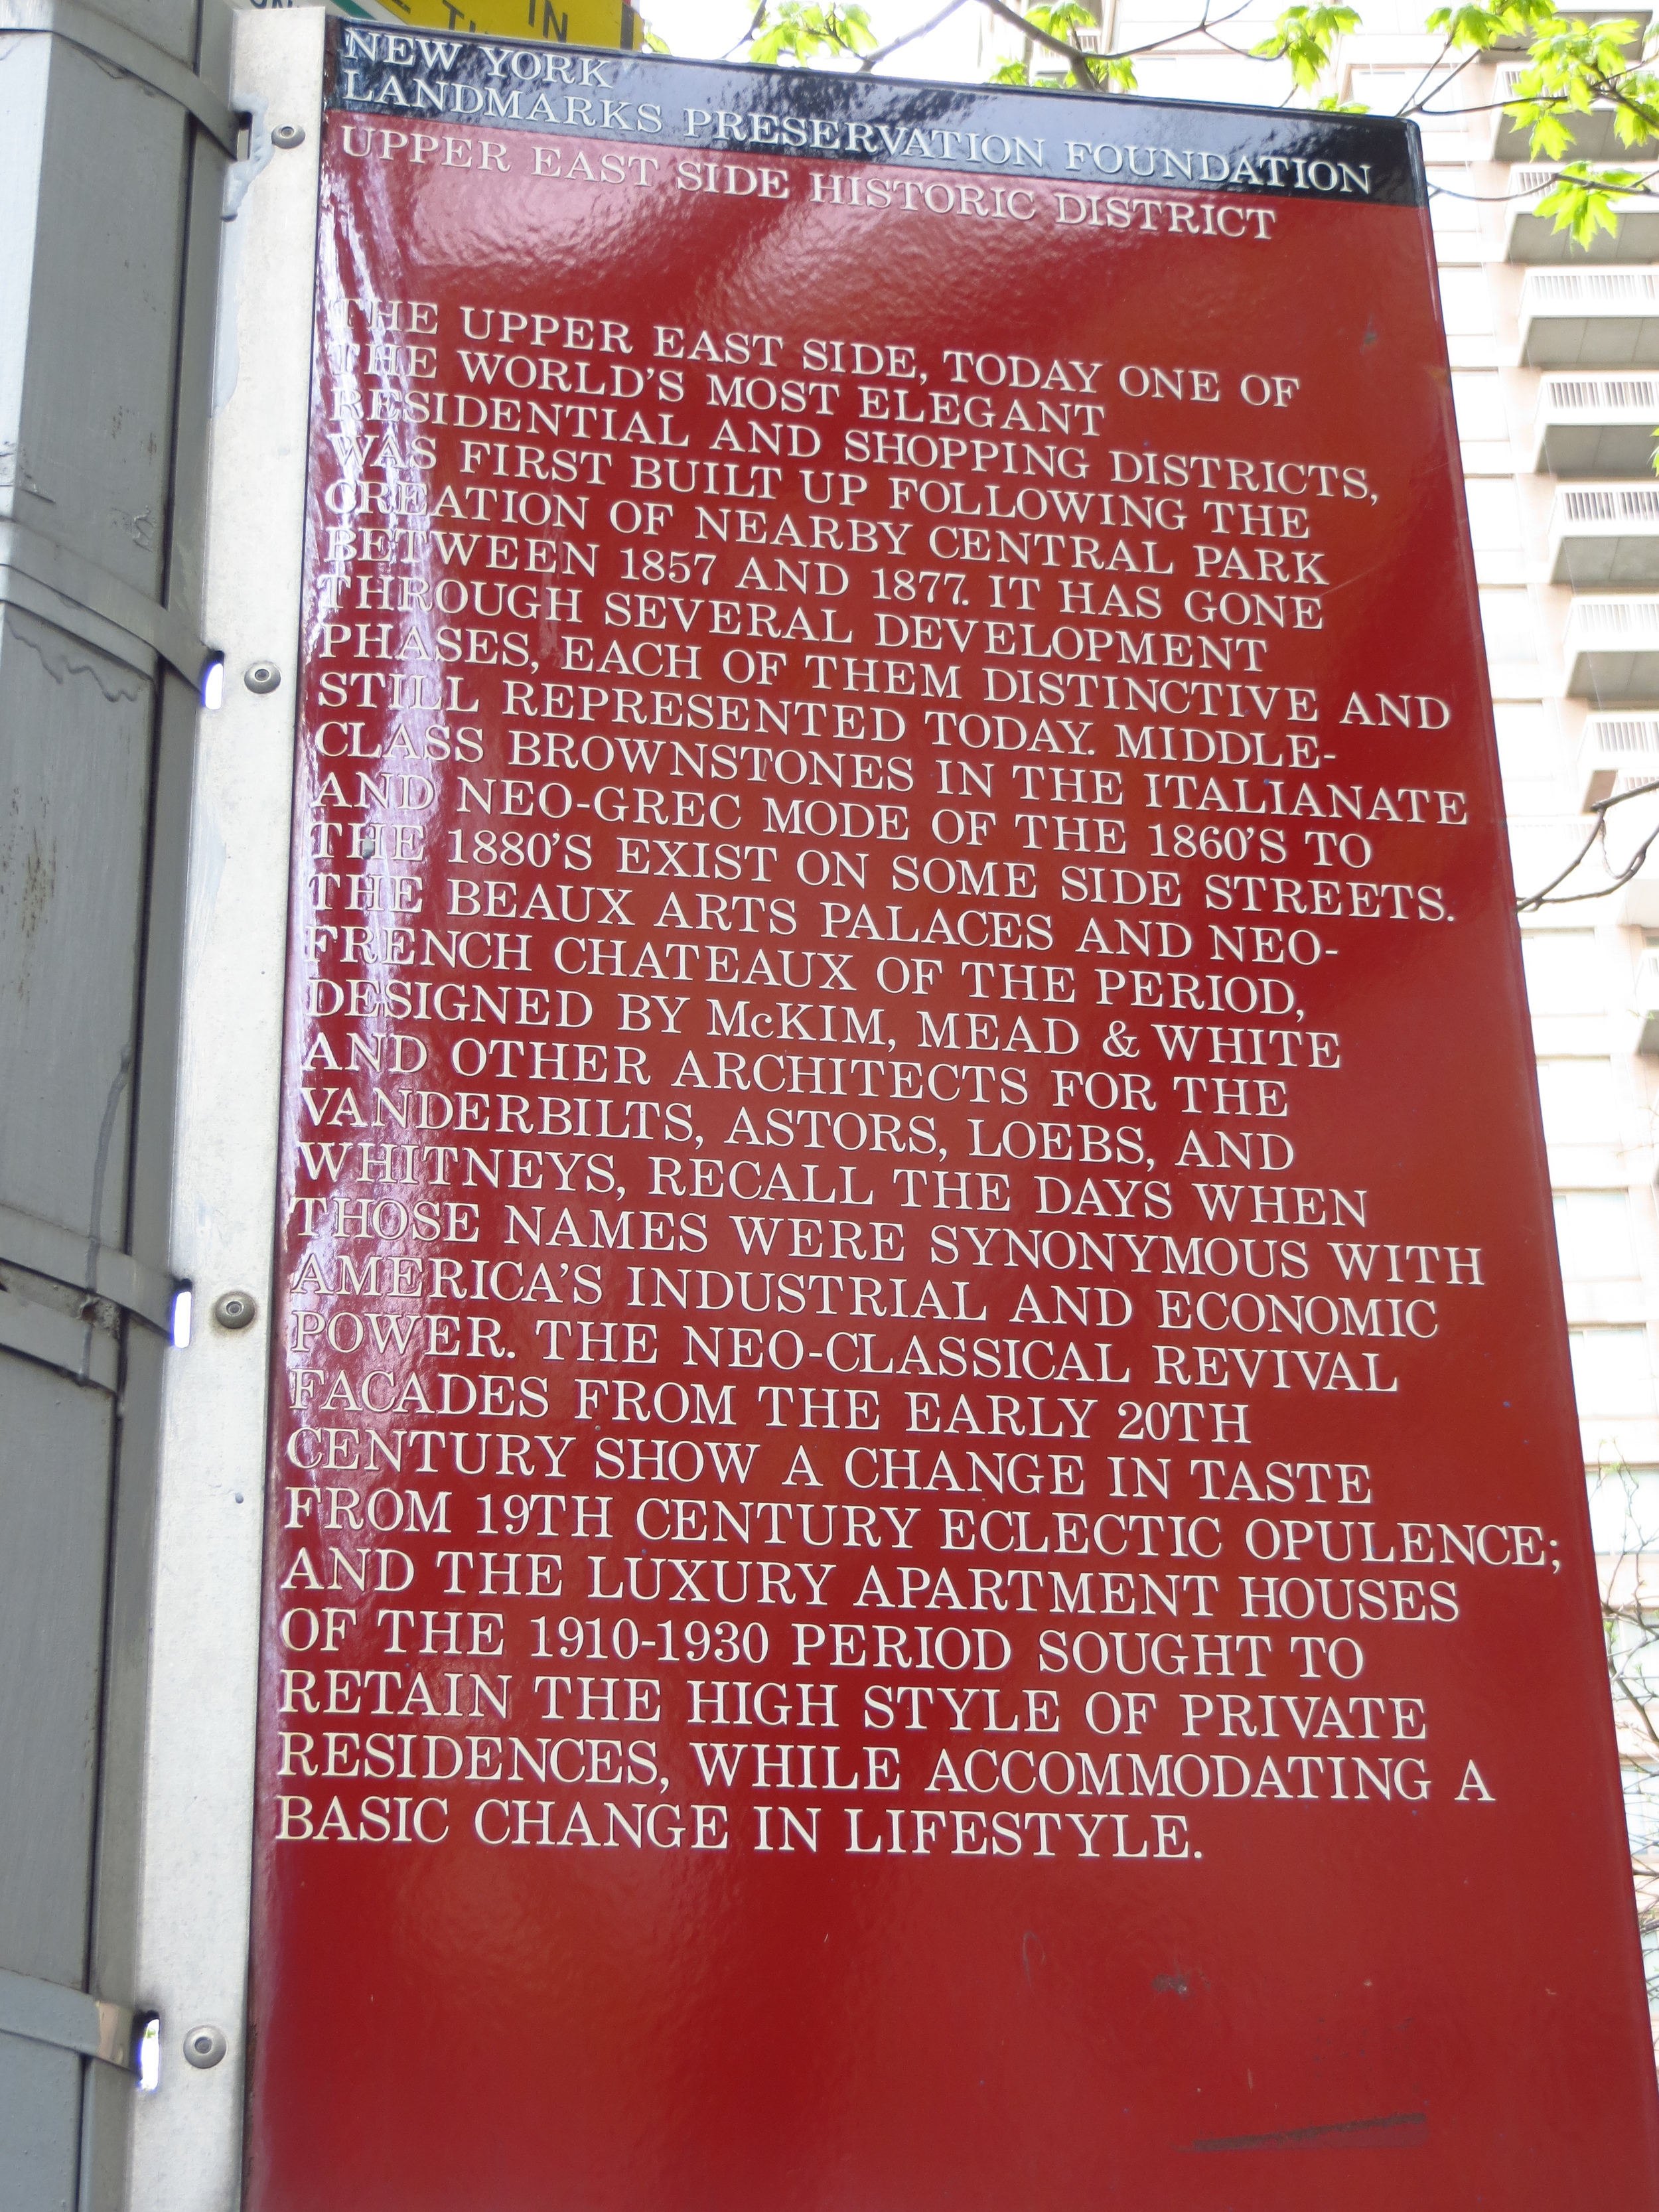 IN
NEW YORK
LANDMARKS PRESERVATION FOUNDATION
UPPER EAST SIDE HISTORIC DISTRICT
THE UPPER EAST SIDE, TODAY ONE OF
THE WORLD'S MOST ELEGANT
RESIDENTIAL AND SHOPPING DISTRICTS,
WAS FIRST BUILT UP FOLLOWING THE
CREATION OF NEARBY CENTRAL PARK
BETWEEN 1857 AND 1877. IT HAS GONE
THROUGH SEVERAL DEVELOPMENT
PHASES, EACH OF THEM DISTINCTIVE AND
STILL REPRESENTED TODAY. MIDDLE-
CLASS BROWNSTONES IN THE ITALIANATE
AND NEO-GREC MODE OF THE 1860'S TO
THE 1880'S EXIST ON SOME SIDE STREETS.
THE BEAUX ARTS PALACES AND NEO-
FRENCH CHATEAUX OF THE PERIOD,
DESIGNED BY McKIM, MEAD & WHITE
AND OTHER ARCHITECTS FOR THE
VANDERBILTS, ASTORS, LOEBS, AND
WHITNEYS, RECALL THE DAYS WHEN
THOSE NAMES WERE SYNONYMOUS WITH
AMERICA'S INDUSTRIAL AND ECONOMIC
POWER. THE NEO-CLASSICAL REVIVAL
FACADES FROM THE EARLY 20TH
CENTURY SHOW A CHANGE IN TASTE
FROM 19TH CENTURY ECLECTIC OPULENCE;
AND THE LUXURY APARTMENT HOUSES
OF THE 1910-1930 PERIOD SOUGHT TO
RETAIN THE HIGH STYLE OF PRIVATE
RESIDENCES, WHILE ACCOMMODATING A
BASIC CHANGE IN LIFESTYLE.